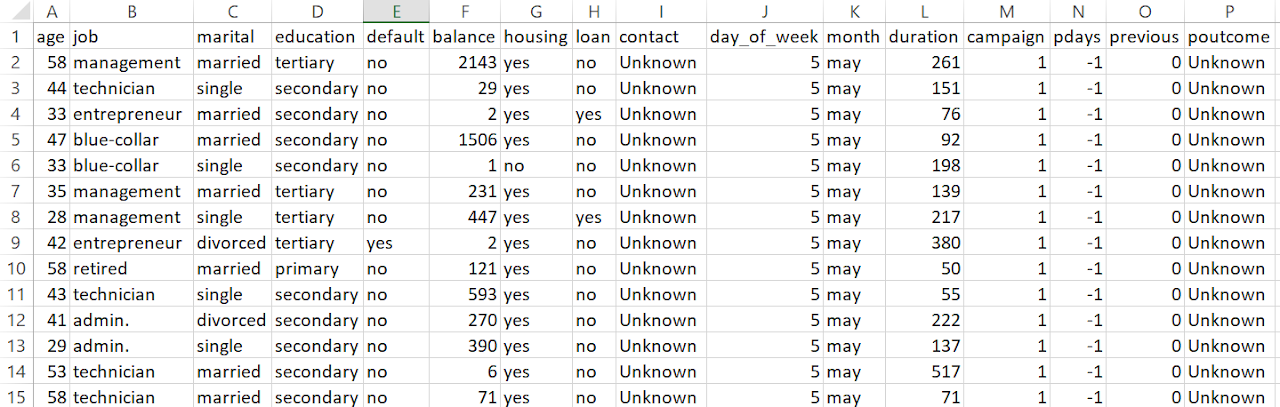 A B C D E F G H I J K L M N O P
1 age job marital education default balance housing loan contact day_of_week month duration campaign pdays previous poutcome
2 58 management married tertiary no 2143 yes no Unknown 5 may 261 1 -1 0 Unknown
3 44 technician single secondary no 29 yes no Unknown 5 may 151 1 -1 0 Unknown
4 33 entrepreneur married secondary no 2 yes yes Unknown 5 may 76 1 -1 0 Unknown
5 47 blue-collar married secondary no 1506 yes no Unknown 5 may 92 1 -1 0 Unknown
6 33 blue-collar single secondary no 1 no no Unknown 5 may 198 1 -1 0 Unknown
7 35 management married tertiary no 231 yes no Unknown 5 may 139 1 -1 0 Unknown
8 28 management single tertiary no 447 yes yes Unknown 5 may 217 1 -1 0 Unknown
9 42 entrepreneur divorced tertiary yes 2 yes no Unknown 5 may 380 1 -1 0 Unknown
10 58 retired married primary no 121 yes no Unknown 5 may 50 1 -1 0 Unknown
11 43 technician single secondary no 593 yes no Unknown 5 may 55 1 -1 0 Unknown
12 41 admin. divorced secondary no 270 yes no Unknown 5 may 222 1 -1 0 Unknown
13 29 admin. single secondary no 390 yes no Unknown 5 may 137 1 -1 0 Unknown
14 53 technician married secondary no 6 yes no Unknown 5 may 517 1 -1 0 Unknown
15 58 technician married secondary no 71 yes no Unknown 5 may 71 1 -1 0 Unknown